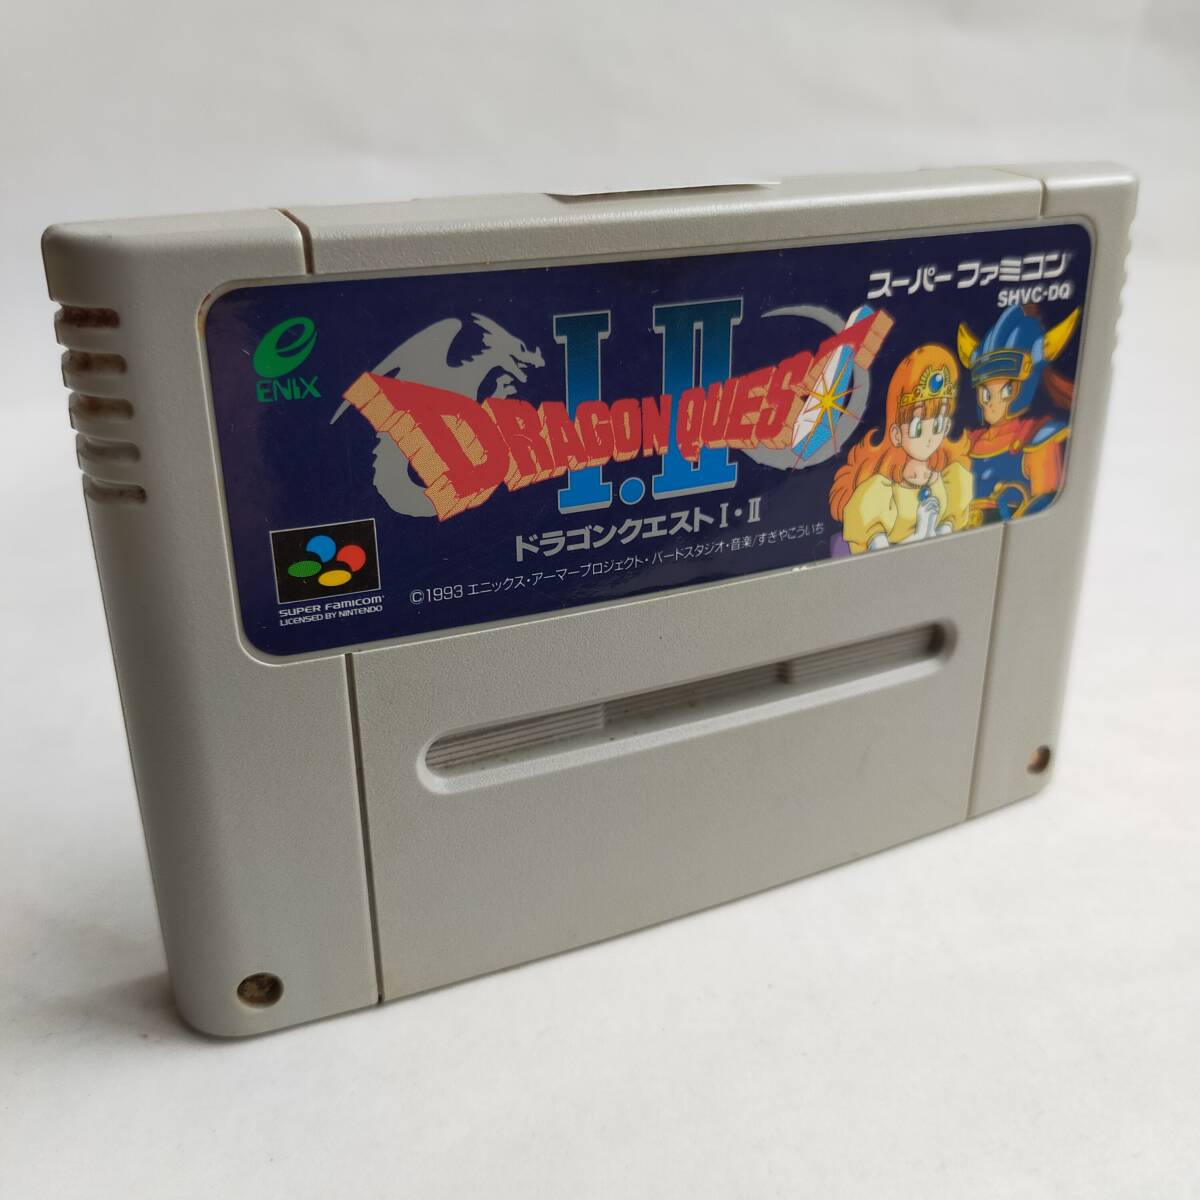 スーパーファミコン
SHVC-DQ
ENIX
I・II
DRAGON QUEST
ドラゴンクエストI・II
©1993 エニックス・アーマープロジェクト・バードスタジオ・音楽/すぎやこういち
SUPER FAMICOM
LICENSED BY NINTENDO